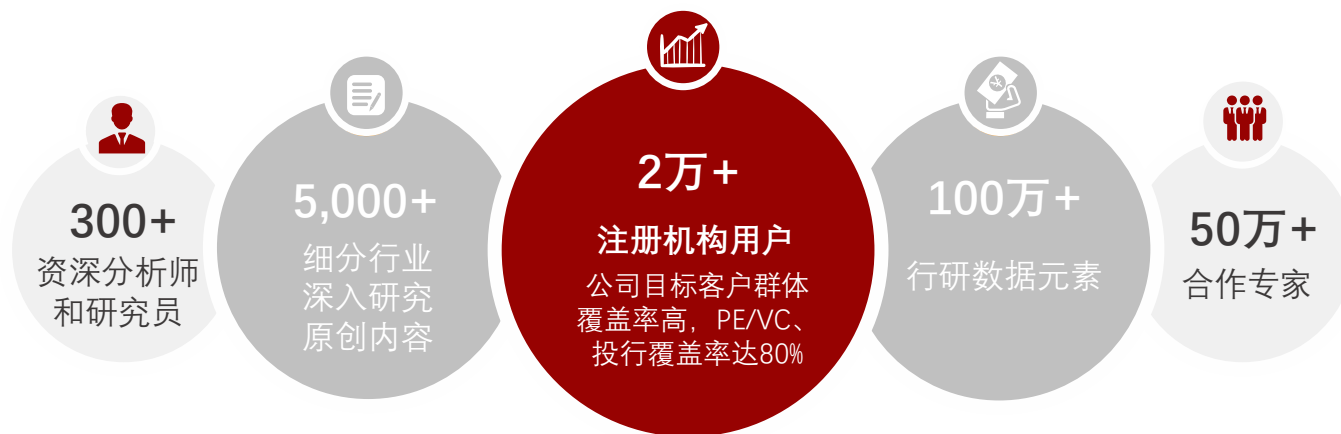 300+
资深分析师
和研究员
5,000+
细分行业
深入研究
原创内容
2万+
注册机构用户
公司目标客户群体
覆盖率高，PE/VC、
投行覆盖率达80%
100万+
行研数据元素
50万+
合作专家